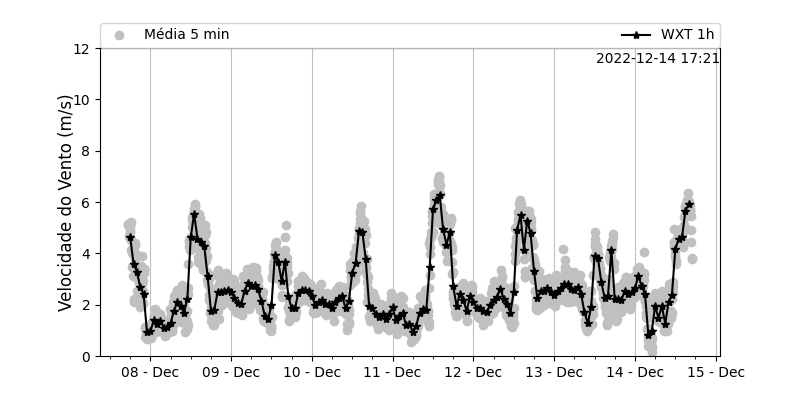 Média 5 min
WXT 1h
2022-12-14 17:21
Velocidade do Vento (m/s)
12
10
8
6
4
2
0
08 - Dec
09 - Dec
10 - Dec
11 - Dec
12 - Dec
13 - Dec
14 - Dec
15 - Dec